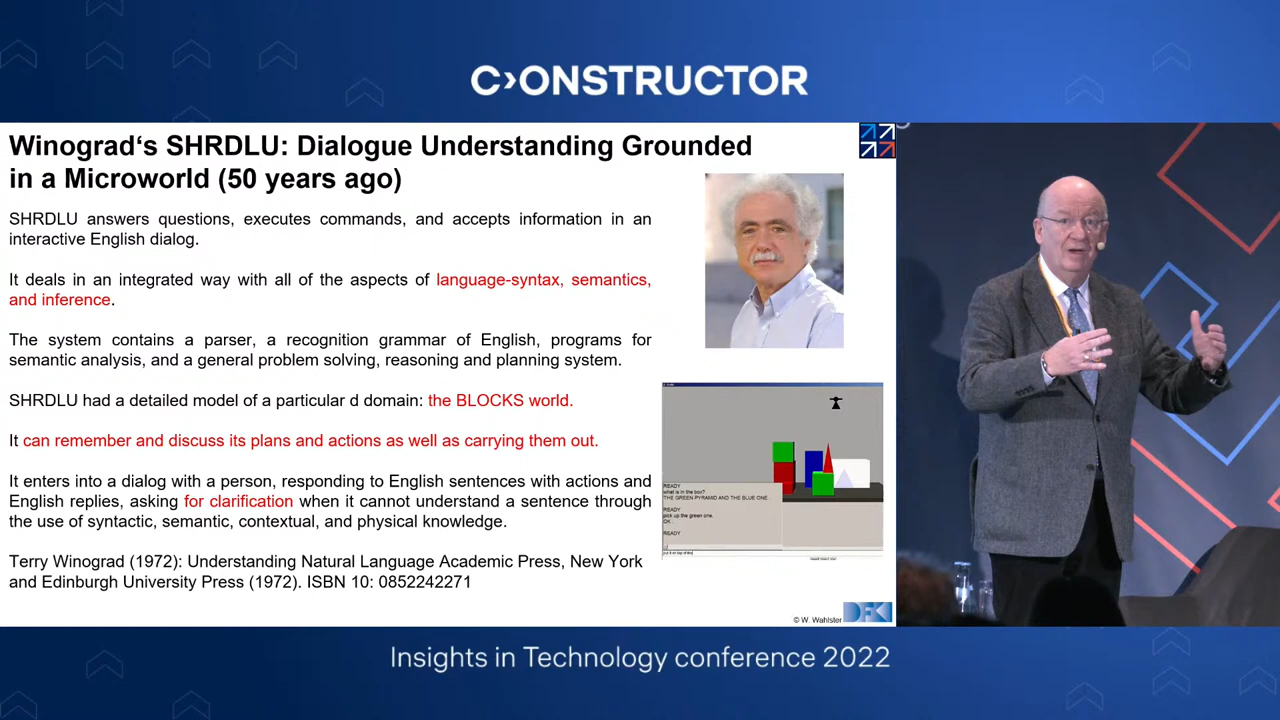 C›ONSTRUCTOR
Winograd‘s SHRDLU: Dialogue Understanding Grounded
in a Microworld (50 years ago)
SHRDLU answers questions, executes commands, and accepts information in an
interactive English dialog.
It deals in an integrated way with all of the aspects of language-syntax, semantics,
and inference.
The system contains a parser, a recognition grammar of English, programs for
semantic analysis, and a general problem solving, reasoning and planning system.
SHRDLU had a detailed model of a particular d domain: the BLOCKS world.
It can remember and discuss its plans and actions as well as carrying them out.
It enters into a dialog with a person, responding to English sentences with actions and
English replies, asking for clarification when it cannot understand a sentence through
the use of syntactic, semantic, contextual, and physical knowledge.
Terry Winograd (1972): Understanding Natural Language Academic Press, New York
and Edinburgh University Press (1972). ISBN 10: 0852242271
READY
what is in the box?
THE GREEN PYRAMID AND THE BLUE ONE
READY
pick up the green one.
OK
READY
© W. Wahlster
DFKI
Insights in Technology conference 2022